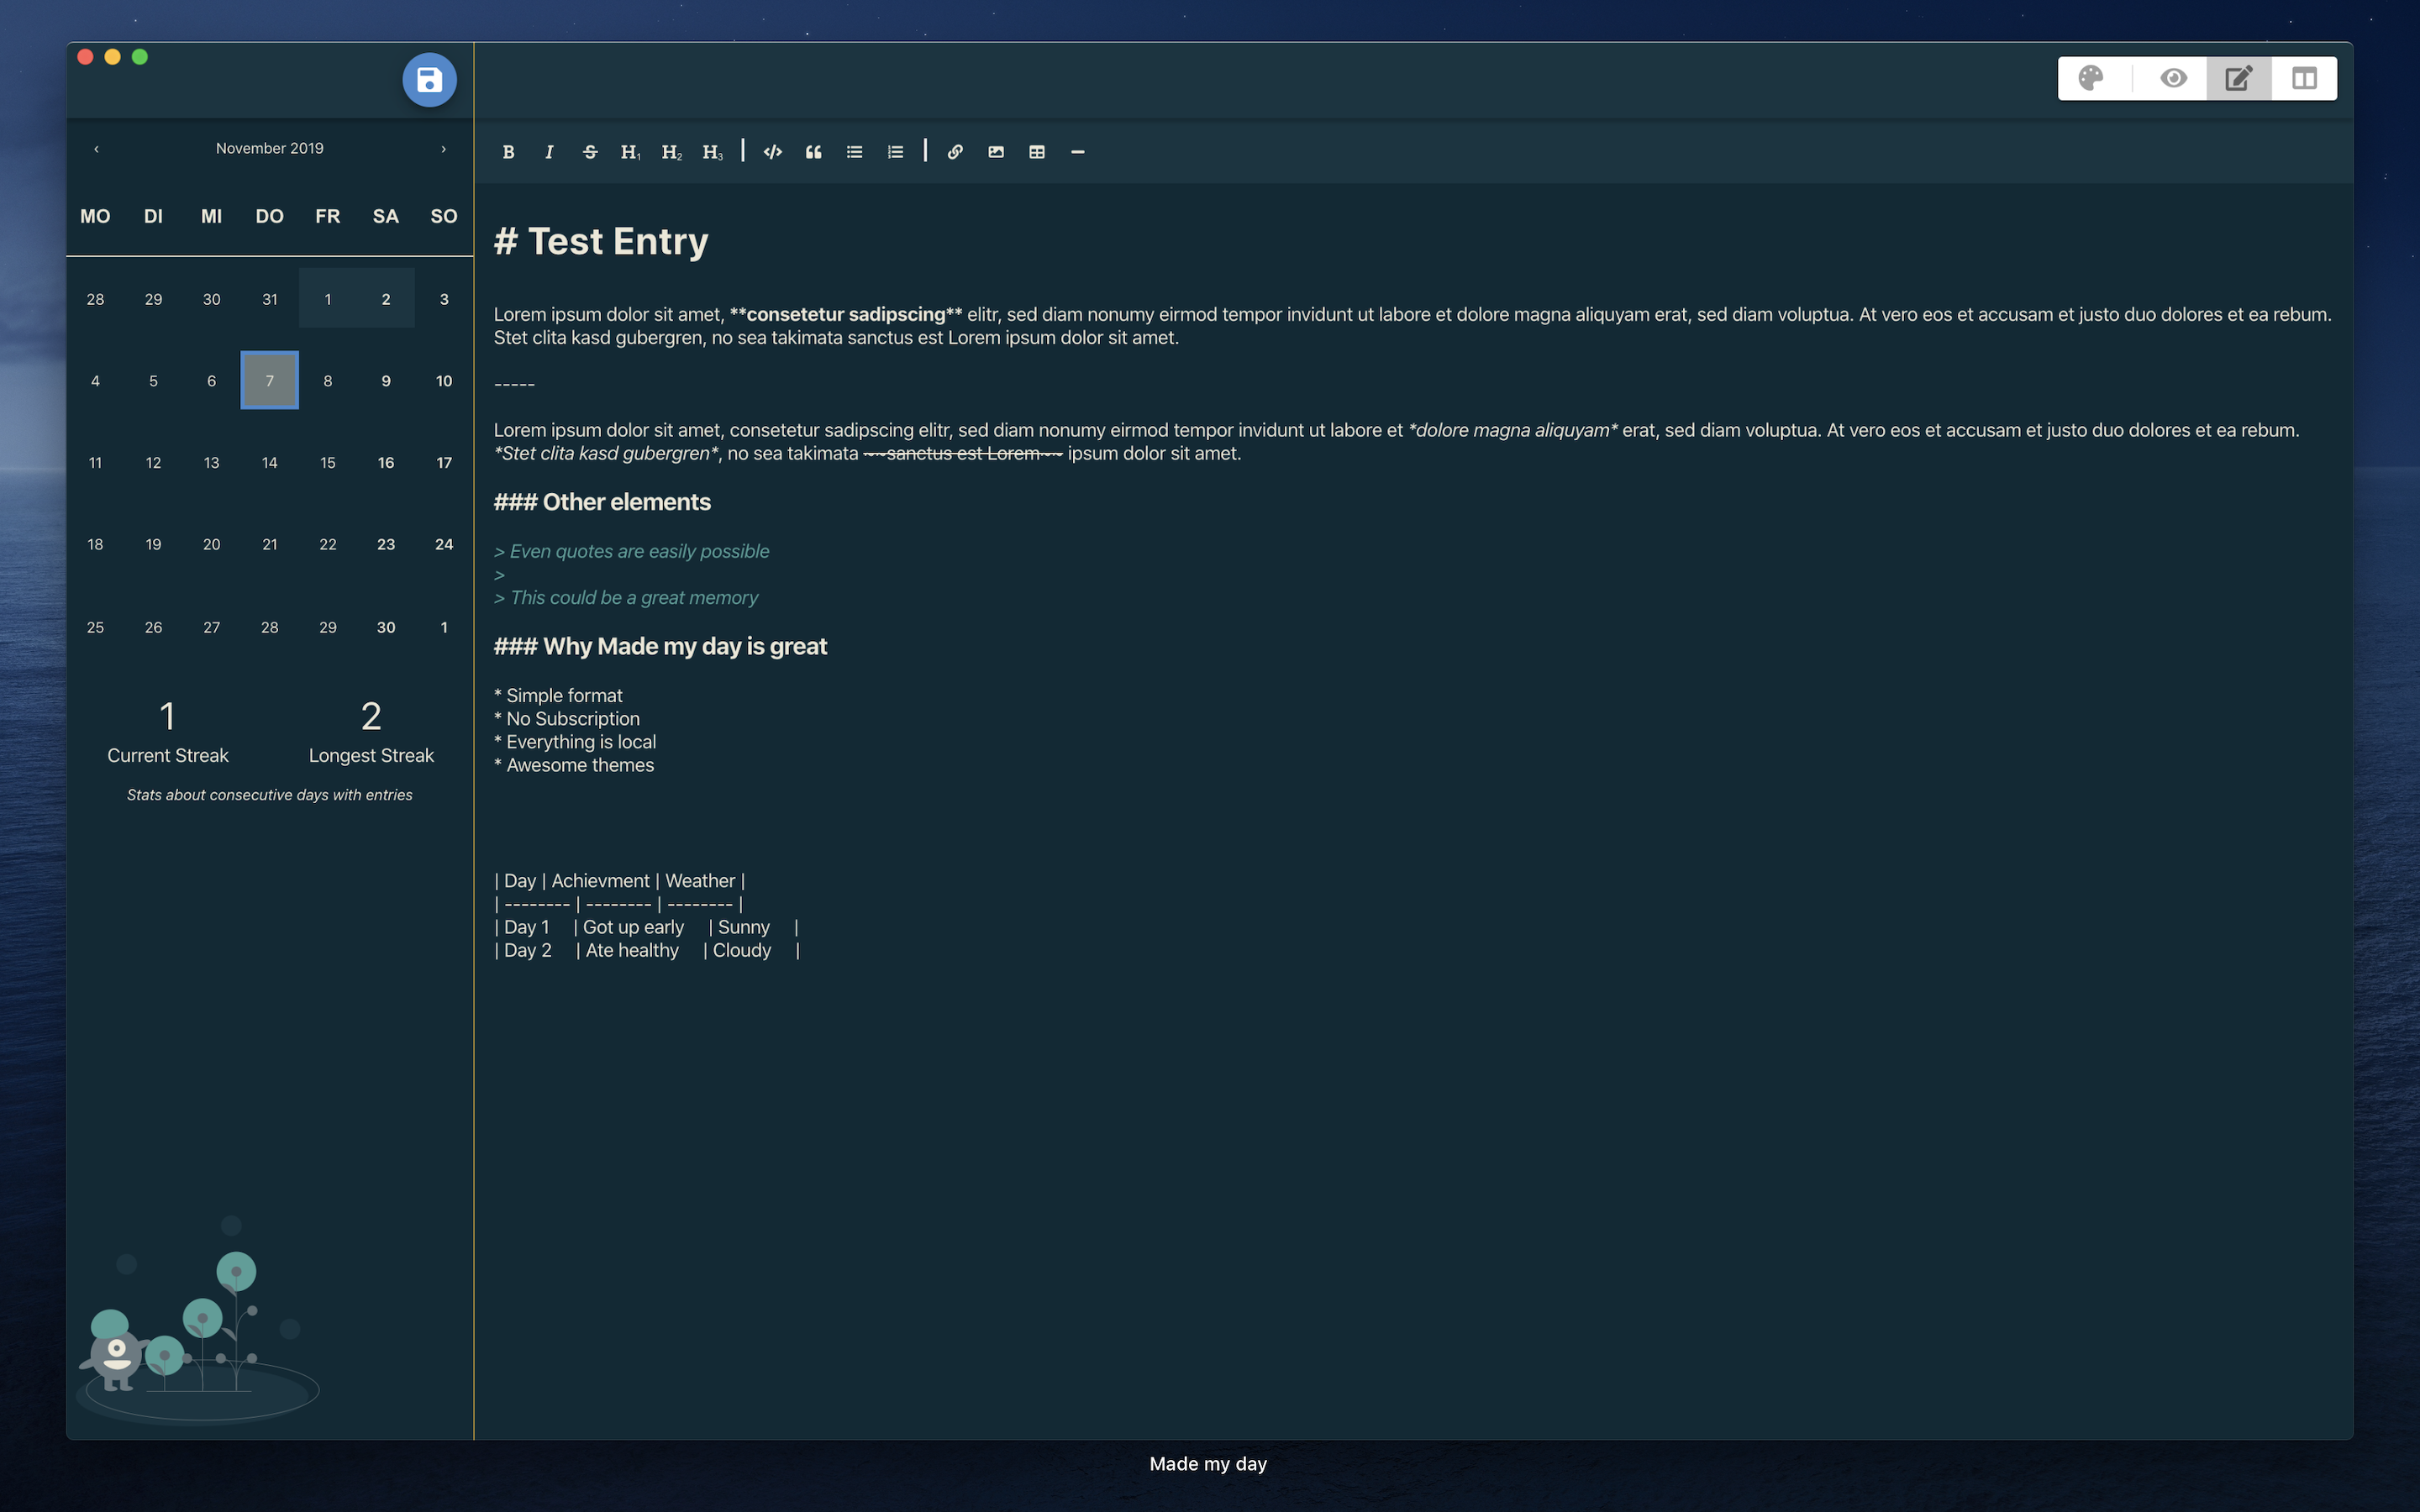 ‹ November 2019 ›
MO DI MI DO FR SA SO
28 29 30 31 1 2 3
4 5 6 7 8 9 10
11 12 13 14 15 16 17
18 19 20 21 22 23 24
25 26 27 28 29 30 1
1 2
Current Streak Longest Streak
Stats about consecutive days with entries
B I S H1 H2 H3
# Test Entry
Lorem ipsum dolor sit amet, **consetetur sadipscing** elitr, sed diam nonumy eirmod tempor invidunt ut labore et dolore magna aliquyam erat, sed diam voluptua. At vero eos et accusam et justo duo dolores et ea rebum.
Stet clita kasd gubergren, no sea takimata sanctus est Lorem ipsum dolor sit amet.
-----
Lorem ipsum dolor sit amet, consetetur sadipscing elitr, sed diam nonumy eirmod tempor invidunt ut labore et *dolore magna aliquyam* erat, sed diam voluptua. At vero eos et accusam et justo duo dolores et ea rebum.
*Stet clita kasd gubergren*, no sea takimata ~~sanctus est Lorem~~ ipsum dolor sit amet.
### Other elements
> Even quotes are easily possible
>
> This could be a great memory
### Why Made my day is great
* Simple format
* No Subscription
* Everything is local
* Awesome themes
| Day | Achievment | Weather |
| -------- | -------- | -------- |
| Day 1 | Got up early | Sunny |
| Day 2 | Ate healthy | Cloudy |
Made my day